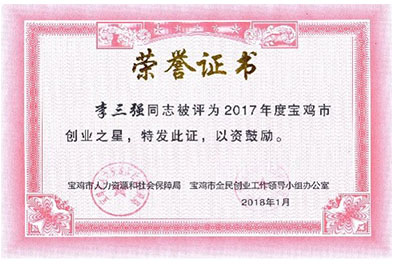 荣誉证书
李三强同志被评为2017年度宝鸡市
创业之星，特发此证，以资鼓励。
宝鸡市人力资源和社会保障局 宝鸡市全民创业工作领导小组办公室
2018年1月